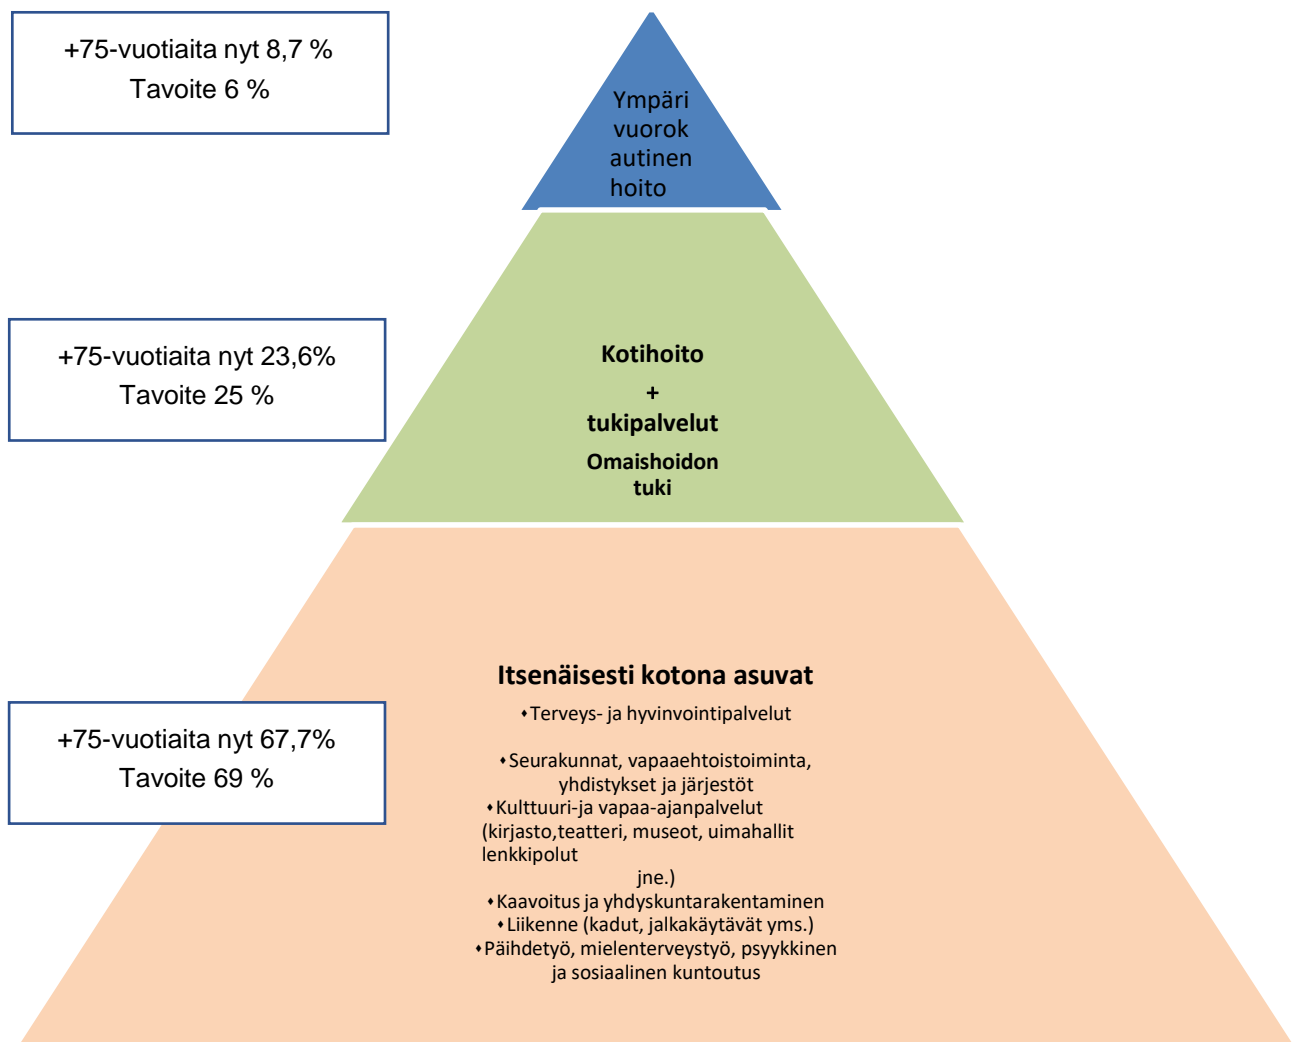 +75-vuotiaita nyt 8,7 %
Tavoite 6 %
Ympäri
vuorok
autinen
hoito
+75-vuotiaita nyt 23,6%
Tavoite 25 %
Kotihoito
+
tukipalvelut
Omaishoidon
tuki
+75-vuotiaita nyt 67,7%
Tavoite 69 %
Itsenäisesti kotona asuvat
⬧Terveys- ja hyvinvointipalvelut
⬧Seurakunnat, vapaaehtoistoiminta,
yhdistykset ja järjestöt
⬧Kulttuuri-ja vapaa-ajanpalvelut
(kirjasto,teatteri, museot, uimahallit
lenkkipolut
jne.)
⬧Kaavoitus ja yhdyskuntarakentaminen
⬧Liikenne (kadut, jalkakäytävät yms.)
⬧Päihdetyö, mielenterveystyö, psyykkinen
ja sosiaalinen kuntoutus